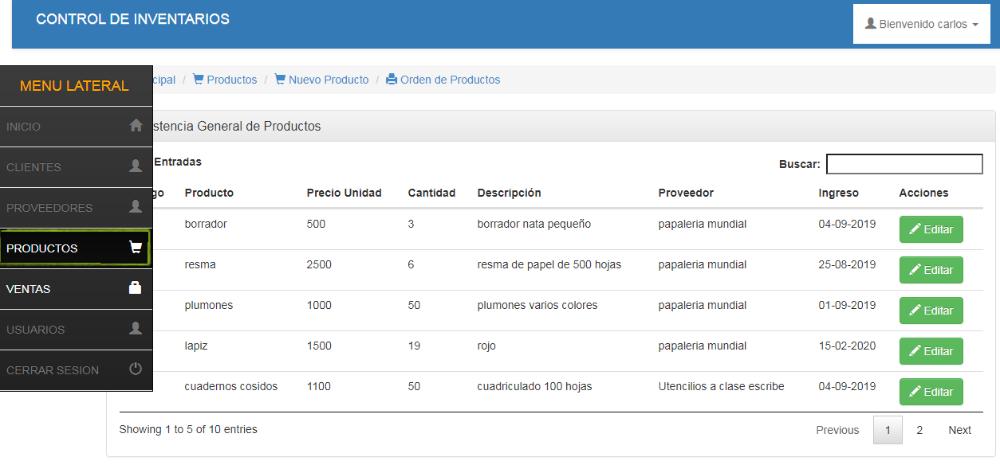 CONTROL DE INVENTARIOS
Bienvenido carlos
MENU LATERAL
INICIO
CLIENTES
PROVEEDORES
PRODUCTOS
VENTAS
USUARIOS
CERRAR SESION
cipal / Productos / Nuevo Producto / Orden de Productos
stencia General de Productos
Entradas Buscar:
go Producto Precio Unidad Cantidad Descripción Proveedor Ingreso Acciones
borrador 500 3 borrador nata pequeño papaleria mundial 04-09-2019 Editar
resma 2500 6 resma de papel de 500 hojas papaleria mundial 25-08-2019 Editar
plumones 1000 50 plumones varios colores papaleria mundial 01-09-2019 Editar
lapiz 1500 19 rojo papaleria mundial 15-02-2020 Editar
cuadernos cosidos 1100 50 cuadriculado 100 hojas Utencilios a clase escribe 04-09-2019 Editar
Showing 1 to 5 of 10 entries Previous 1 2 Next